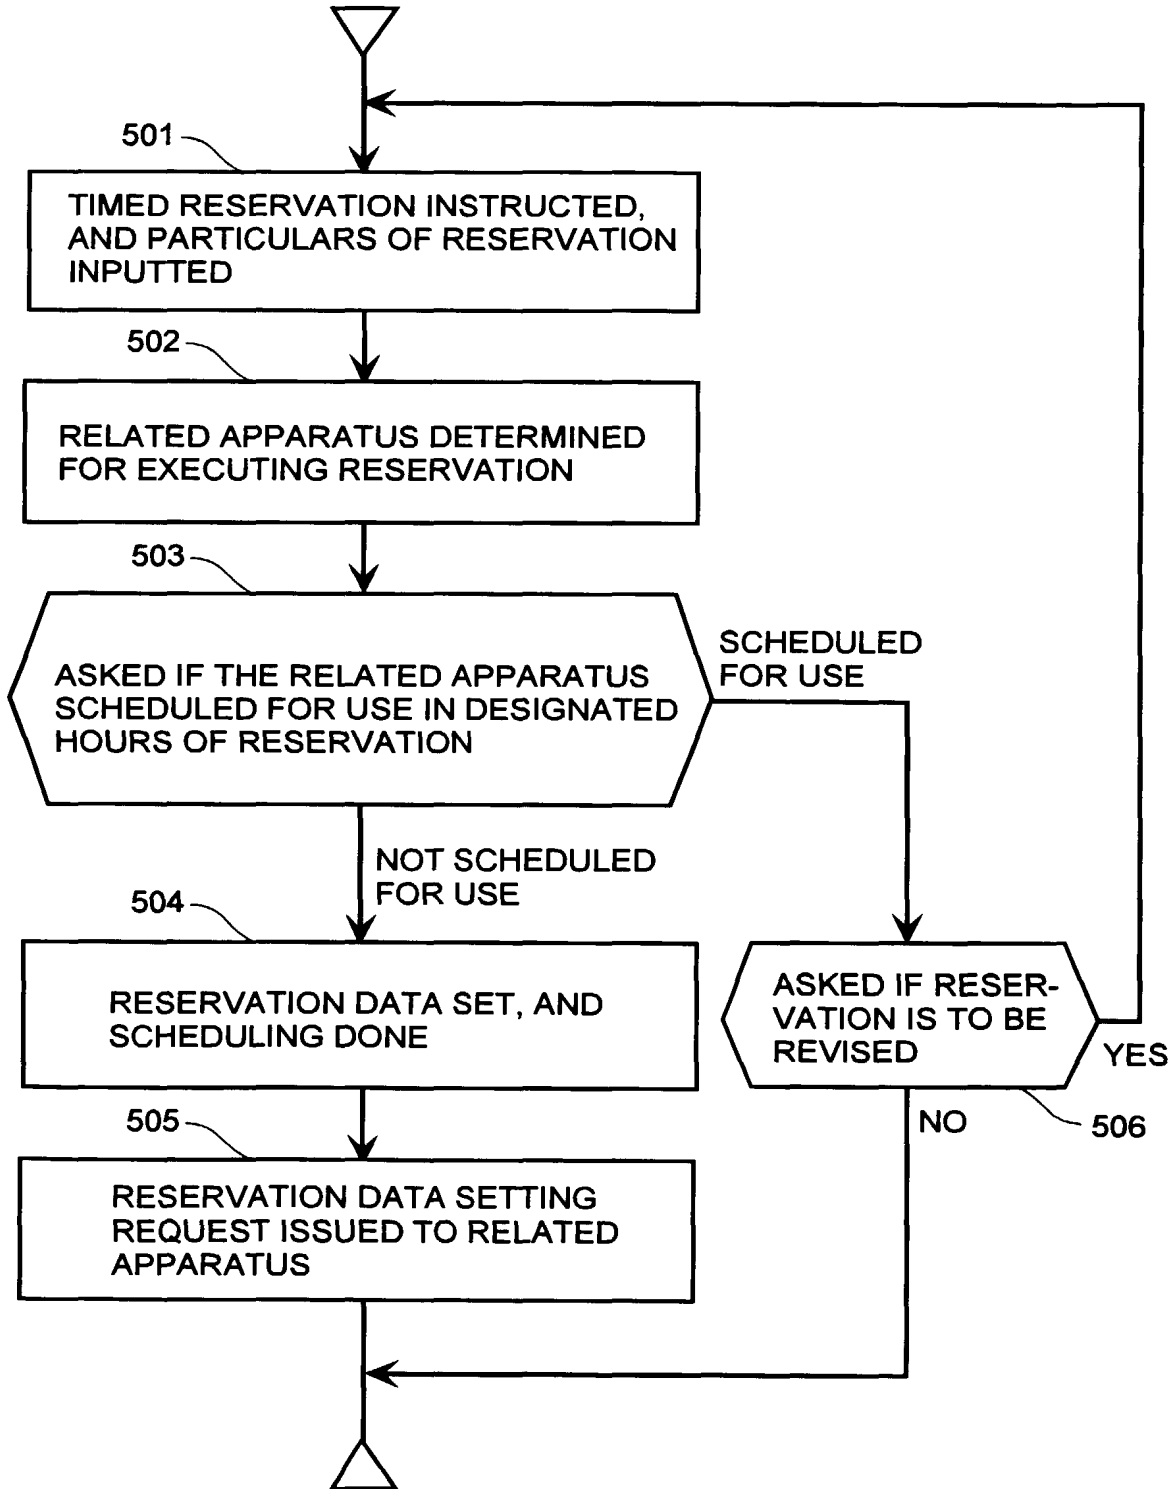 501
TIMED RESERVATION INSTRUCTED,
AND PARTICULARS OF RESERVATION
INPUTTED
502
RELATED APPARATUS DETERMINED
FOR EXECUTING RESERVATION
503
ASKED IF THE RELATED APPARATUS
SCHEDULED FOR USE IN DESIGNATED
HOURS OF RESERVATION
SCHEDULED
FOR USE
NOT SCHEDULED
FOR USE
504
RESERVATION DATA SET, AND
SCHEDULING DONE
ASKED IF RESER-
VATION IS TO BE
REVISED
YES
NO
506
505
RESERVATION DATA SETTING
REQUEST ISSUED TO RELATED
APPARATUS